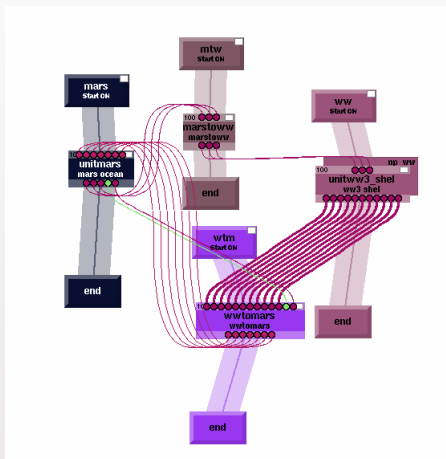 mtw
Start ON
mars
Start ON
ww
Start ON
100
marstoww
marstoww
unitmars
mars ocean
np_ww
100
unitww3_shel
ww3 shel
end
wtm
Start ON
end
wwtomars
wwtomars
end
end